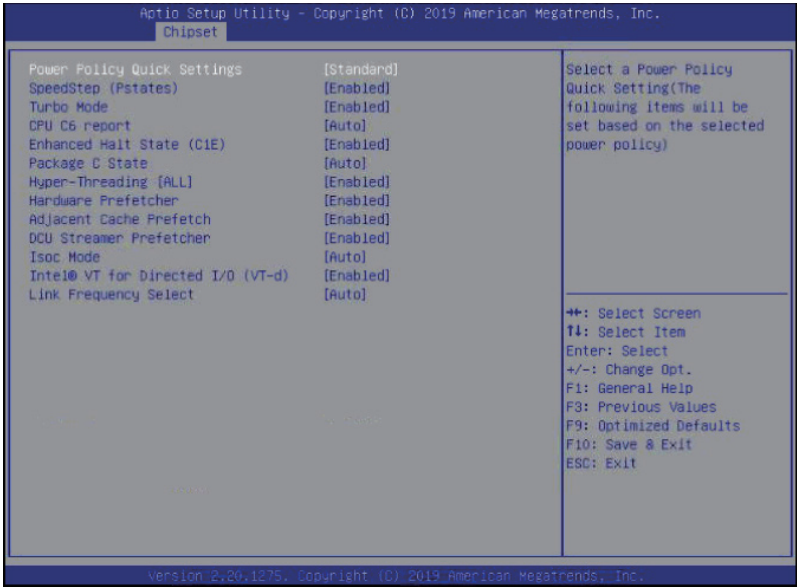 Aptio Setup Utility - Copyright (C) 2019 American Megatrends, Inc.
Chipset
Power Policy Quick Settings [Standard]
SpeedStep (Pstates) [Enabled]
Turbo Mode [Enabled]
CPU C6 report [Auto]
Enhanced Halt State (C1E) [Enabled]
Package C State [Auto]
Hyper-Threading [ALL] [Enabled]
Hardware Prefetcher [Enabled]
Adjacent Cache Prefetch [Enabled]
DCU Streamer Prefetcher [Enabled]
Isoc Mode [Auto]
Intel® VT for Directed I/O (VT-d) [Enabled]
Link Frequency Select [Auto]
Select a Power Policy
Quick Setting(The
following items will be
set based on the selected
power policy)
→←: Select Screen
↑↓: Select Item
Enter: Select
+/-: Change Opt.
F1: General Help
F3: Previous Values
F9: Optimized Defaults
F10: Save & Exit
ESC: Exit
Version 2.20.1275. Copyright (C) 2019 American Megatrends, Inc.